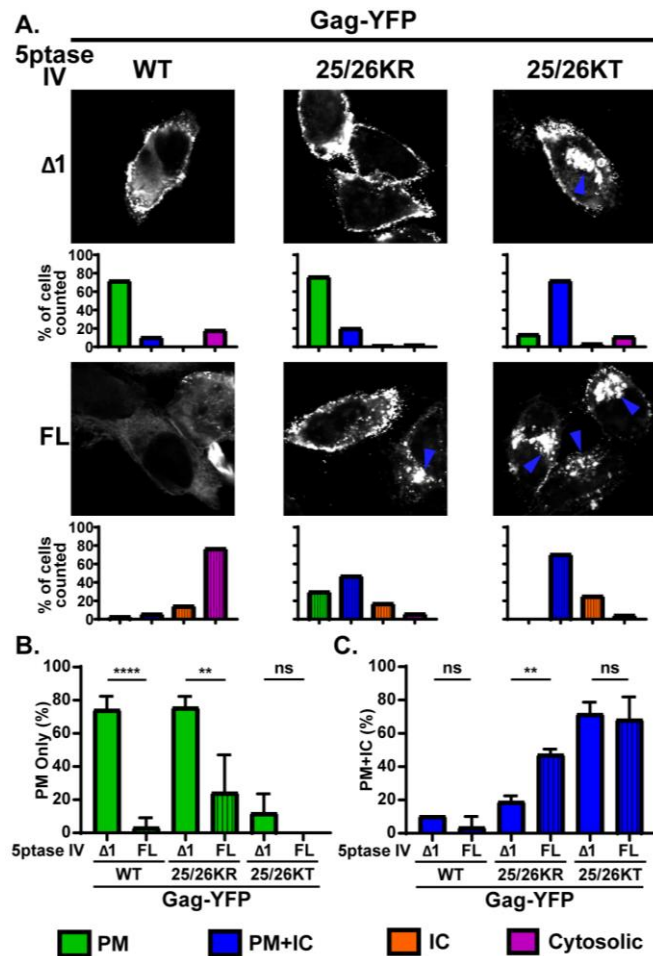 A.
Gag-YFP
5ptase
IV
WT
25/26KR
25/26KT
Δ1
% of cells
counted
100
80
60
40
20
0
FL
% of cells
counted
100
80
60
40
20
0
B.
PM Only (%)
100
80
60
40
20
0
****
**
ns
5ptase IV
Δ1 FL Δ1 FL Δ1 FL
WT 25/26KR 25/26KT
Gag-YFP
C.
PM+IC (%)
100
80
60
40
20
0
ns
**
ns
5ptase IV
Δ1 FL Δ1 FL Δ1 FL
WT 25/26KR 25/26KT
Gag-YFP
PM PM+IC IC Cytosolic